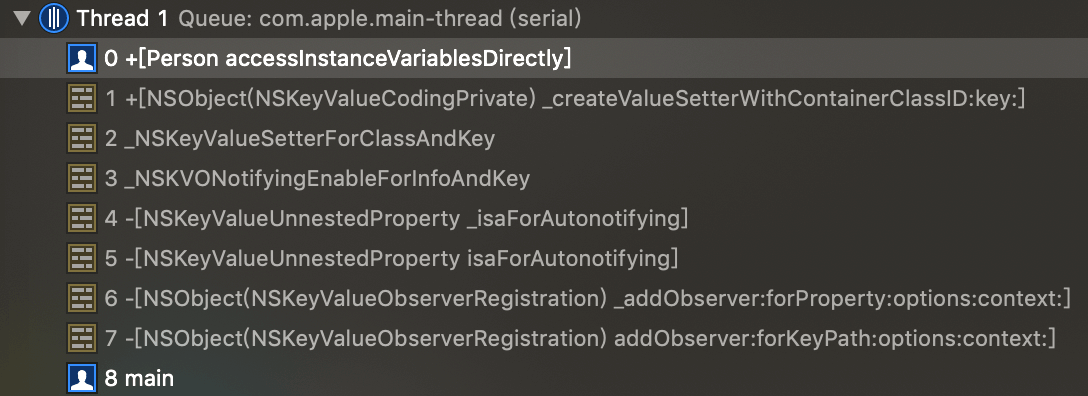 Thread 1 Queue: com.apple.main-thread (serial)
0 +[Person accessInstanceVariablesDirectly]
1 +[NSObject(NSKeyValueCodingPrivate) _createValueSetterWithContainerClassID:key:]
2 _NSKeyValueSetterForClassAndKey
3 _NSKVONotifyingEnableForInfoAndKey
4 -[NSKeyValueUnnestedProperty _isaForAutonotifying]
5 -[NSKeyValueUnnestedProperty isaForAutonotifying]
6 -[NSObject(NSKeyValueObserverRegistration) _addObserver:forProperty:options:context:]
7 -[NSObject(NSKeyValueObserverRegistration) addObserver:forKeyPath:options:context:]
8 main